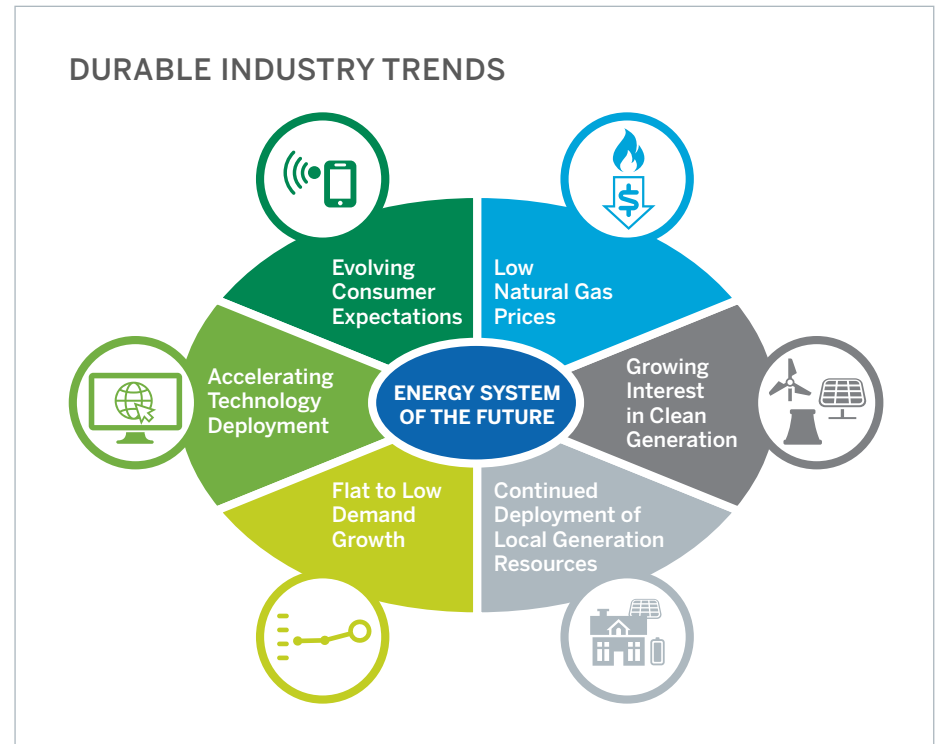 DURABLE INDUSTRY TRENDS
Evolving
Consumer
Expectations
Low
Natural Gas
Prices
$
Accelerating
Technology
Deployment
ENERGY SYSTEM
OF THE FUTURE
Growing
Interest
in Clean
Generation
Flat to Low
Demand
Growth
Continued
Deployment of
Local Generation
Resources